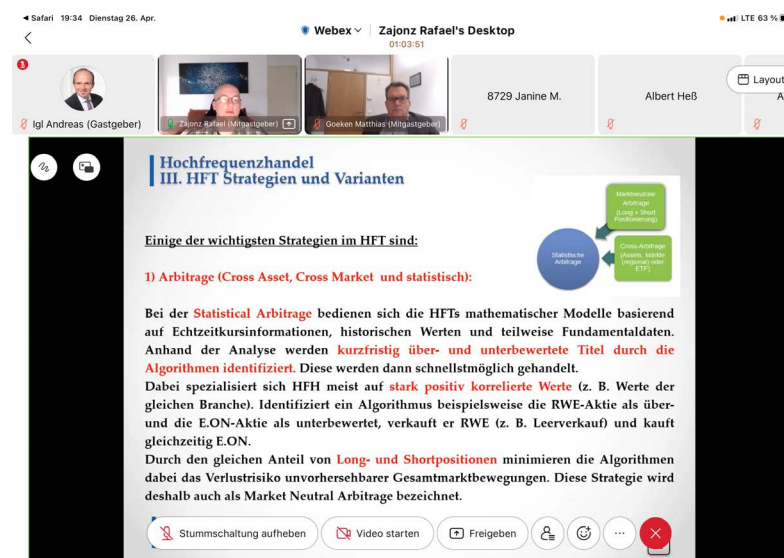 ◄ Safari 19:34 Dienstag 26. Apr.
LTE 63 %
Webex Zajonz Rafael's Desktop
01:03:51
Layout
Igl Andreas (Gastgeber)
Zajonz Rafael (Mitgastgeber)
Goeken Matthias (Mitgastgeber)
8729 Janine M.
Albert Heß
A
Hochfrequenzhandel
III. HFT Strategien und Varianten
Marktneutrale
Arbitrage
(Long + Short
Positionierung)
Statistische
Arbitrage
Cross-Arbitrage
(Assets, Märkte
(regional) oder
ETF)
Einige der wichtigsten Strategien im HFT sind:
1) Arbitrage (Cross Asset, Cross Market und statistisch):
Bei der Statistical Arbitrage bedienen sich die HFTs mathematischer Modelle basierend
auf Echtzeitkursinformationen, historischen Werten und teilweise Fundamentaldaten.
Anhand der Analyse werden kurzfristig über- und unterbewertete Titel durch die
Algorithmen identifiziert. Diese werden dann schnellstmöglich gehandelt.
Dabei spezialisiert sich HFH meist auf stark positiv korrelierte Werte (z. B. Werte der
gleichen Branche). Identifiziert ein Algorithmus beispielsweise die RWE-Aktie als über-
und die E.ON-Aktie als unterbewertet, verkauft er RWE (z. B. Leerverkauf) und kauft
gleichzeitig E.ON.
Durch den gleichen Anteil von Long- und Shortpositionen minimieren die Algorithmen
dabei das Verlustrisiko unvorhersehbarer Gesamtmarktbewegungen. Diese Strategie wird
deshalb auch als Market Neutral Arbitrage bezeichnet.
Stummschaltung aufheben
Video starten
Freigeben